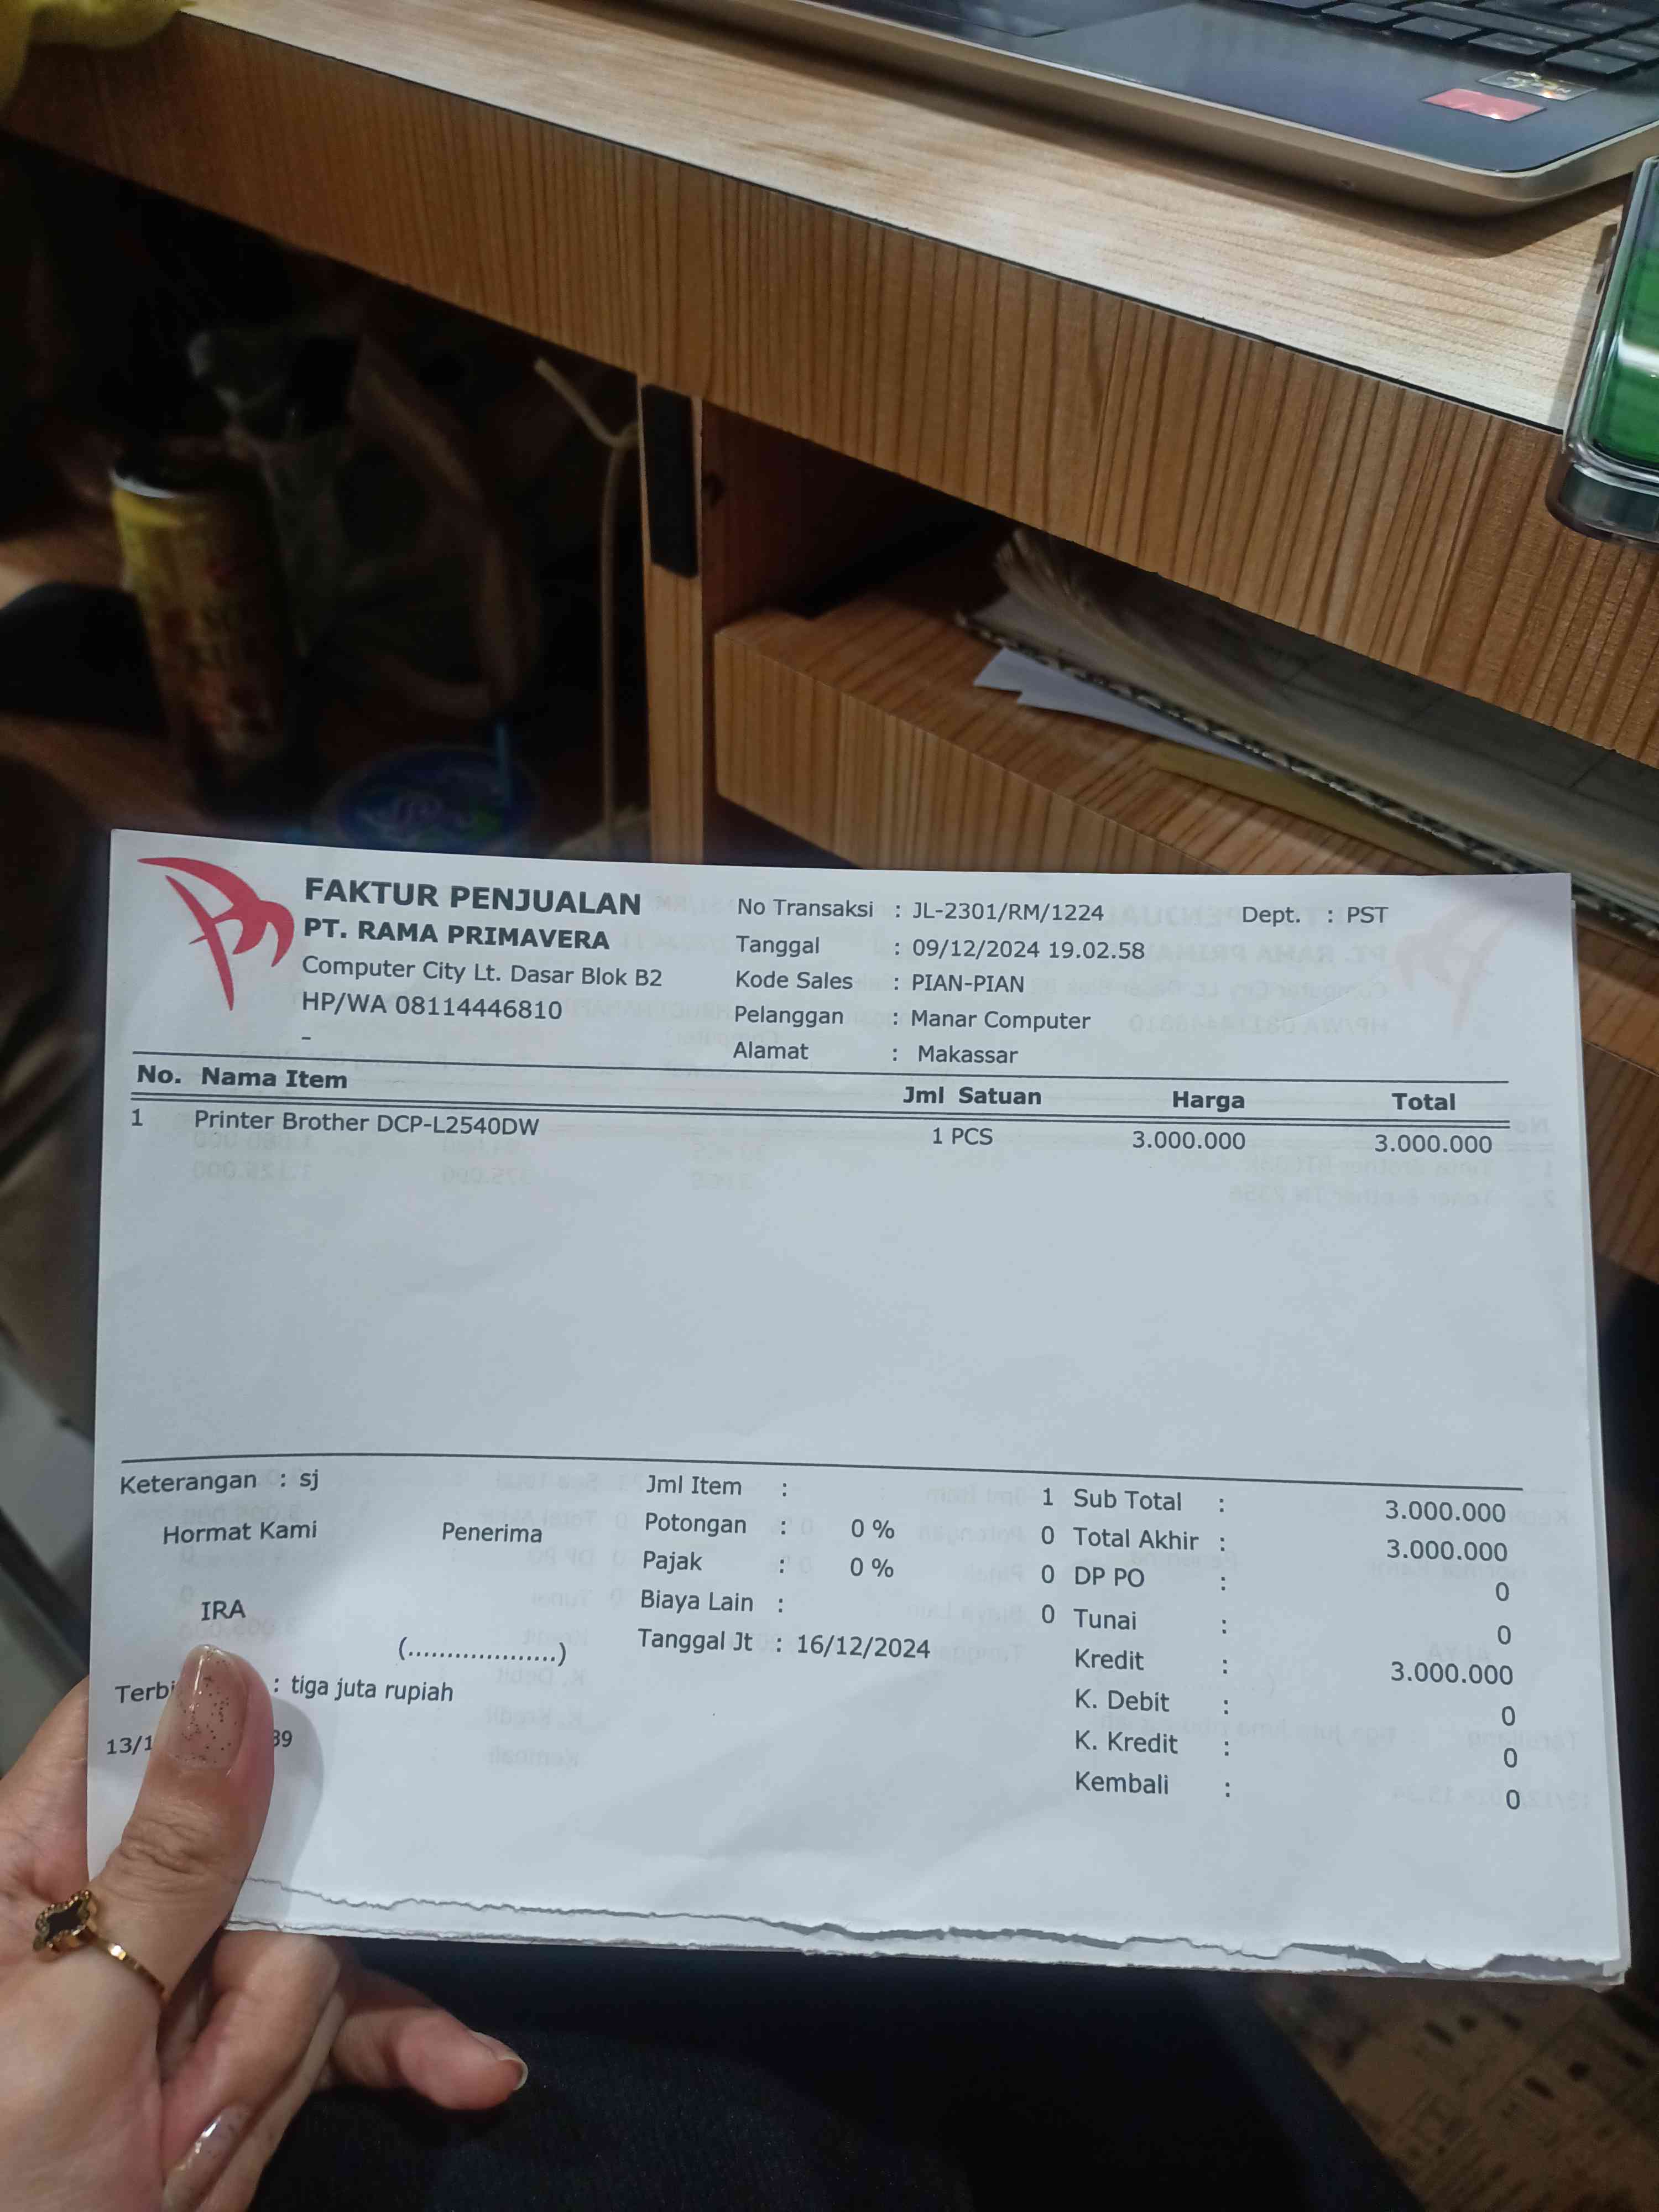 FAKTUR PENJUALAN
PT. RAMA PRIMAVERA
Computer City Lt. Dasar Blok B2
HP/WA 08114446810
-
No Transaksi : JL-2301/RM/1224 Dept. : PST
Tanggal : 09/12/2024 19.02.58
Kode Sales : PIAN-PIAN
Pelanggan : Manar Computer
Alamat : Makassar
No. Nama Item Jml Satuan Harga Total
1 Printer Brother DCP-L2540DW 1 PCS 3.000.000 3.000.000
Keterangan : sj
Hormat Kami Penerima
IRA
(....................)
: tiga juta rupiah
Jml Item : 1
Potongan : 0 % 0
Pajak : 0 % 0
Biaya Lain : 0
Tanggal Jt : 16/12/2024
Sub Total : 3.000.000
Total Akhir : 3.000.000
DP PO : 0
Tunai : 0
Kredit : 3.000.000
K. Debit : 0
K. Kredit : 0
Kembali : 0